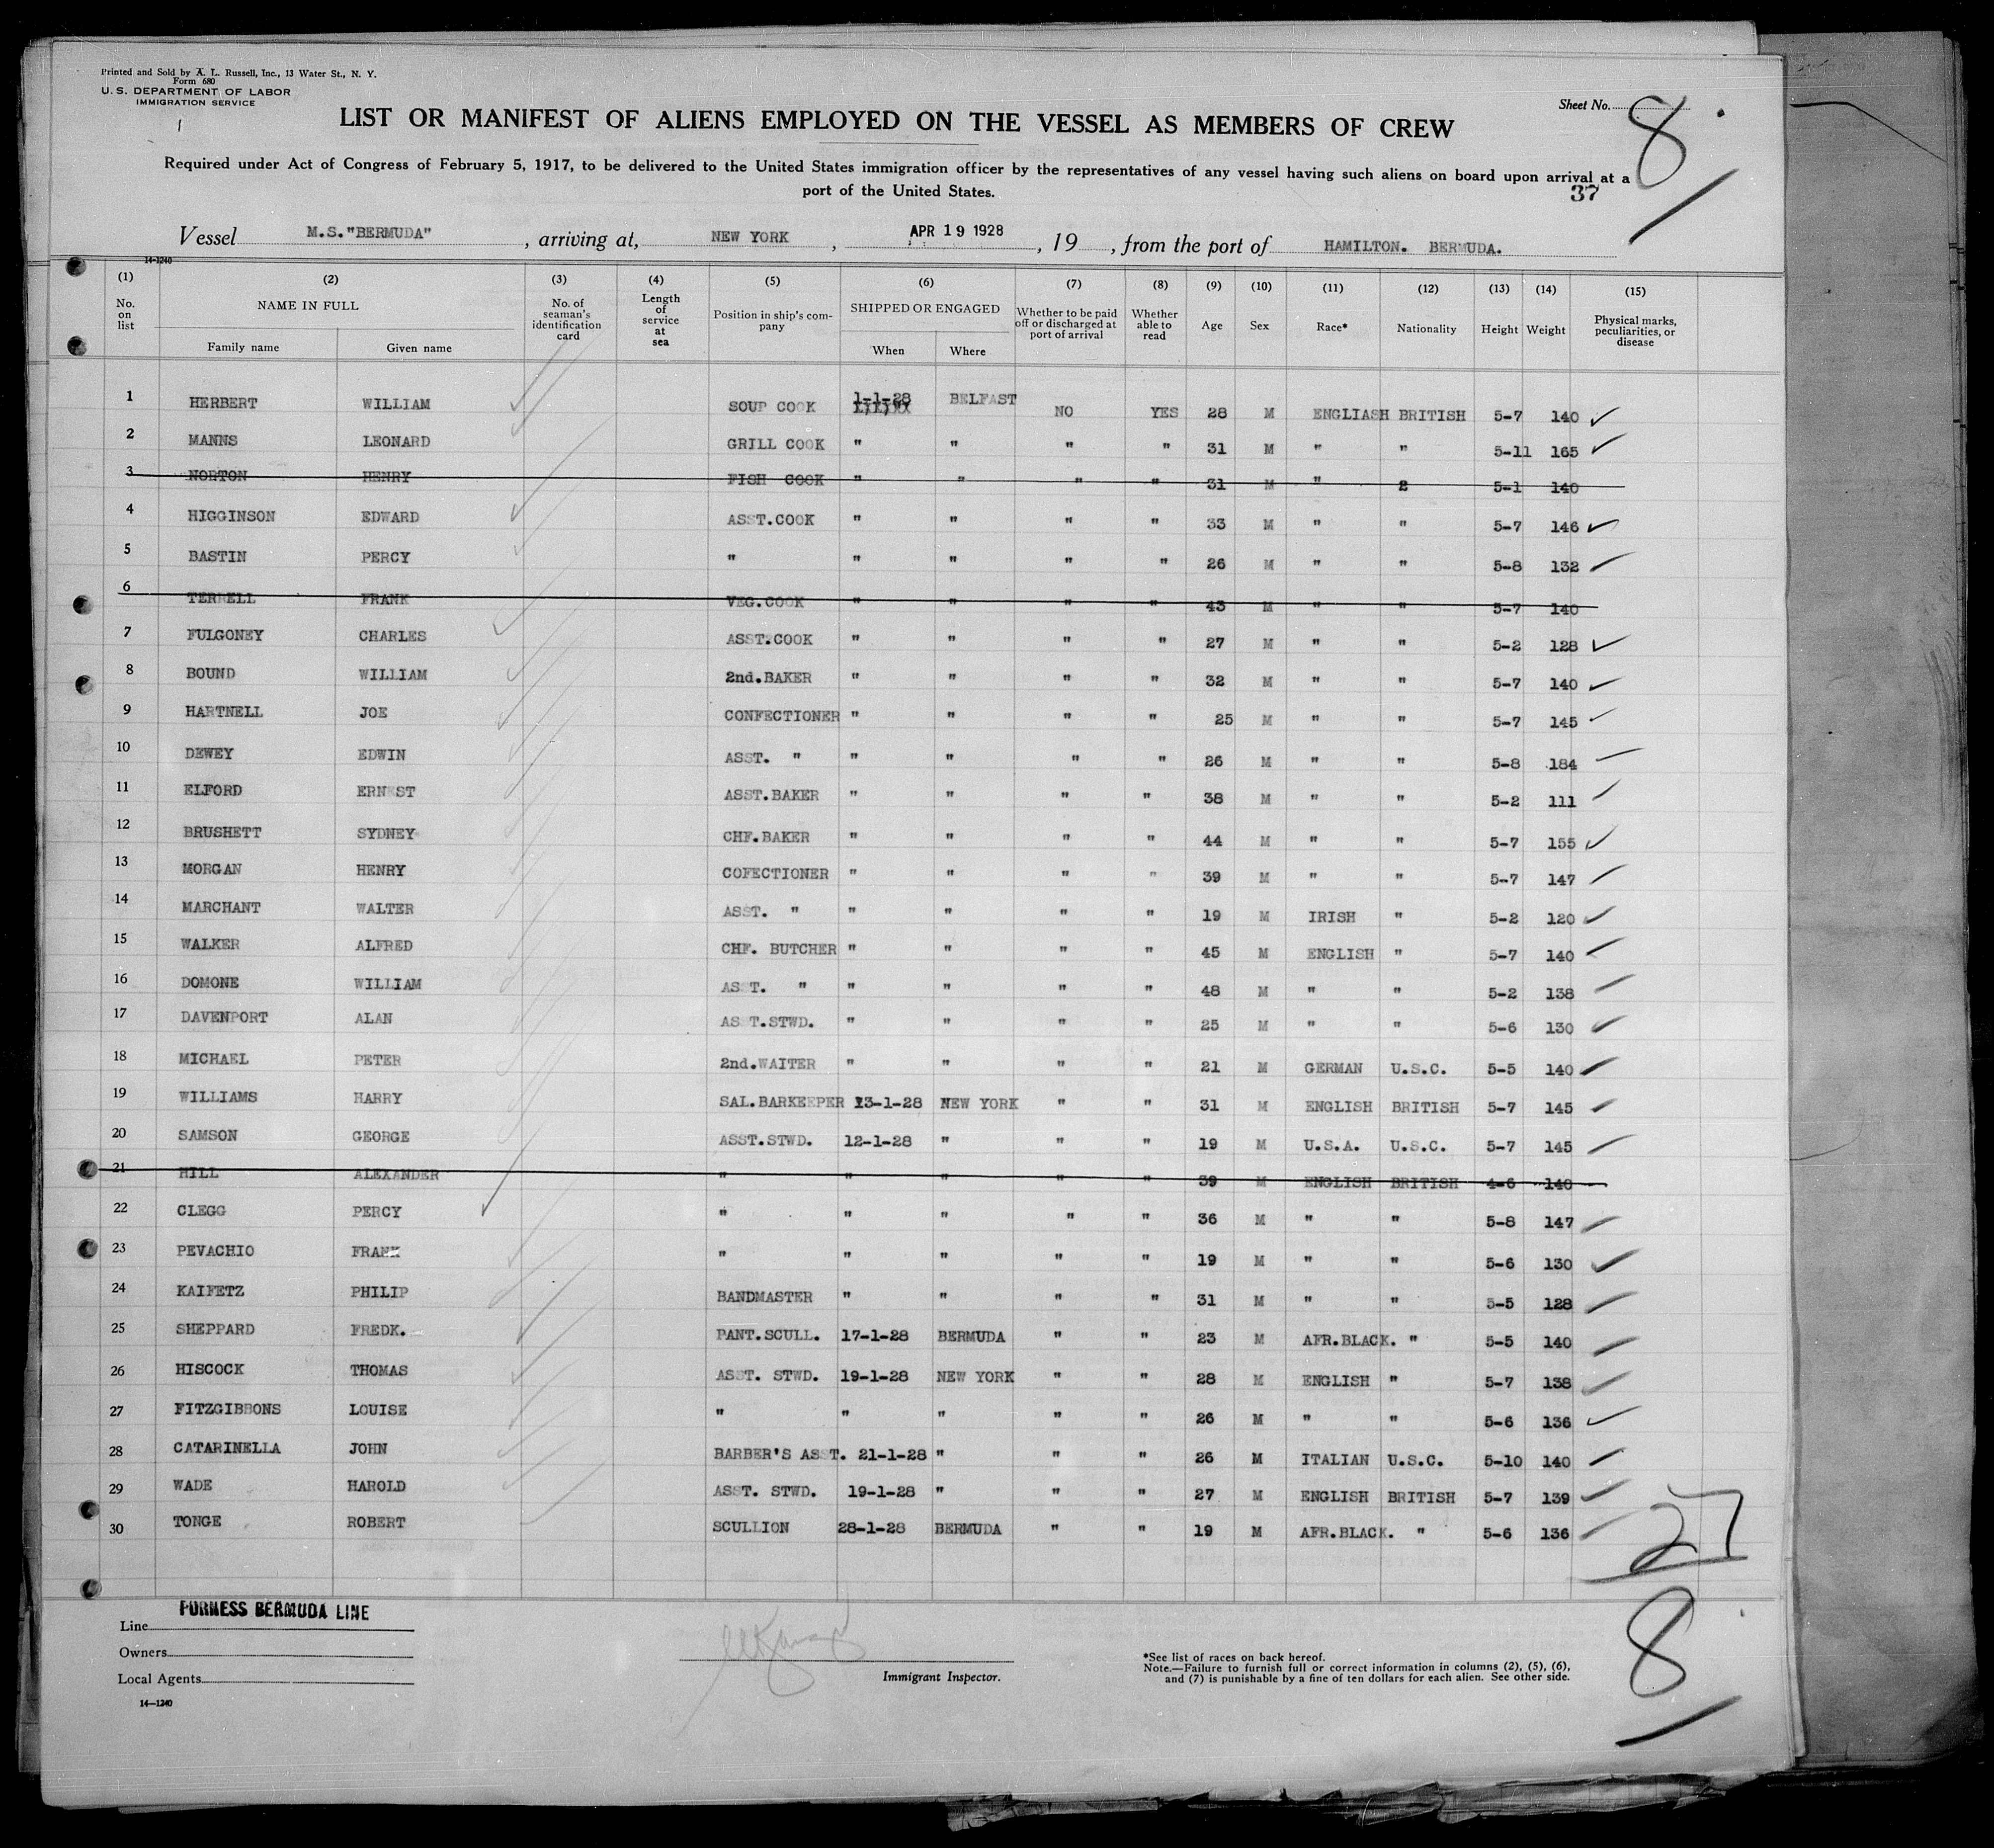 Printed and Sold by A. L. Russell, Inc., 13 Water St., N. Y.
Form 680
U. S. DEPARTMENT OF LABOR
IMMIGRATION SERVICE
1
Sheet No. 8
LIST OR MANIFEST OF ALIENS EMPLOYED ON THE VESSEL AS MEMBERS OF CREW
Required under Act of Congress of February 5, 1917, to be delivered to the United States immigration officer by the representatives of any vessel having such aliens on board upon arrival at a
port of the United States.
37
Vessel M.S."BERMUDA" , arriving at, NEW YORK , APR 19 1928 , 19 , from the port of HAMILTON. BERMUDA.
14-1240
(1) (2) (3) (4) (5) (6) (7) (8) (9) (10) (11) (12) (13) (14) (15)
No. on list NAME IN FULL Family name Given name No. of seaman's identification card Length of service at sea Position in ship's company SHIPPED OR ENGAGED When Where Whether to be paid off or discharged at port of arrival Whether able to read Age Sex Race* Nationality Height Weight Physical marks, peculiarities, or disease
1 HERBERT WILLIAM SOUP COOK 1-1-28 BELFAST NO YES 28 M ENGLIASH BRITISH 5-7 140
2 MANNS LEONARD GRILL COOK " " " " 31 M " " 5-11 165
3 NORTON HENRY FISH COOK " " " " 31 M " 2 5-1 140
4 HIGGINSON EDWARD ASST.COOK " " " " 33 M " " 5-7 146
5 BASTIN PERCY " " " " " 26 M " " 5-8 132
6 TERRELL FRANK VEG.COOK " " " " 43 M " " 5-7 140
7 FULGONEY CHARLES ASST.COOK " " " " 27 M " " 5-2 128
8 BOUND WILLIAM 2nd.BAKER " " " " 32 M " " 5-7 140
9 HARTNELL JOE CONFECTIONER " " " " 25 M " " 5-7 145
10 DEWEY EDWIN ASST. " " " " " 26 M " " 5-8 184
11 ELFORD ERNEST ASST.BAKER " " " " 38 M " " 5-2 111
12 BRUSHETT SYDNEY CHF.BAKER " " " " 44 M " " 5-7 155
13 MORGAN HENRY COFECTIONER " " " " 39 M " " 5-7 147
14 MARCHANT WALTER ASST. " " " " " 19 M IRISH " 5-2 120
15 WALKER ALFRED CHF. BUTCHER " " " " 45 M ENGLISH " 5-7 140
16 DOMONE WILLIAM ASST. " " " " " 48 M " " 5-2 138
17 DAVENPORT ALAN ASST.STWD. " " " " 25 M " " 5-6 130
18 MICHAEL PETER 2nd.WAITER " " " " 21 M GERMAN U.S.C. 5-5 140
19 WILLIAMS HARRY SAL.BARKEEPER 13-1-28 NEW YORK " " 31 M ENGLISH BRITISH 5-7 145
20 SAMSON GEORGE ASST.STWD. 12-1-28 " " " 19 M U.S.A. U.S.C. 5-7 145
21 HILL ALEXANDER " " " " " 39 M ENGLISH BRITISH 4-6 140
22 CLEGG PERCY " " " " " 36 M " " 5-8 147
23 PEVACHIO FRANK " " " " " 19 M " " 5-6 130
24 KAIFETZ PHILIP BANDMASTER " " " " 31 M " " 5-5 128
25 SHEPPARD FREDK. PANT.SCULL. 17-1-28 BERMUDA " " 23 M AFR.BLACK. " 5-5 140
26 HISCOCK THOMAS ASST. STWD. 19-1-28 NEW YORK " " 28 M ENGLISH " 5-7 138
27 FITZGIBBONS LOUISE " " " " " 26 M " " 5-6 136
28 CATARINELLA JOHN BARBER'S ASST. 21-1-28 " " " 26 M ITALIAN U.S.C. 5-10 140
29 WADE HAROLD ASST. STWD. 19-1-28 " " " 27 M ENGLISH BRITISH 5-7 139
30 TONGE ROBERT SCULLION 28-1-28 BERMUDA " " 19 M AFR.BLACK. " 5-6 136
27
8
Line FURNESS BERMUDA LINE
Owners
Local Agents
14—1240
Immigrant Inspector.
*See list of races on back hereof.
Note.—Failure to furnish full or correct information in columns (2), (5), (6),
and (7) is punishable by a fine of ten dollars for each alien. See other side.